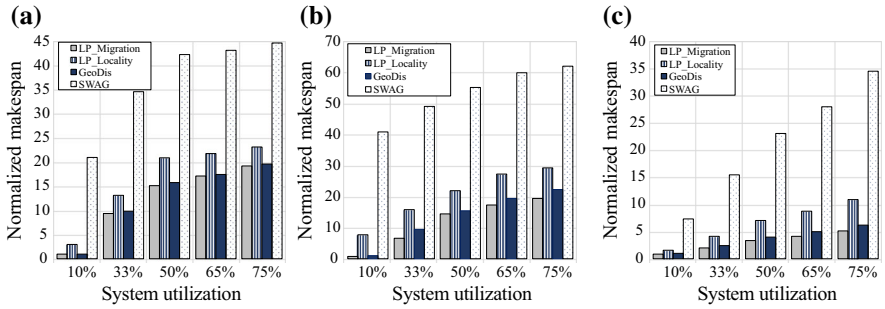 (a)
Normalized makespan
45
40
35
30
25
20
15
10
5
0
LP_Migration
LP_Locality
GeoDis
SWAG
10% 33% 50% 65% 75%
System utilization
(b)
Normalized makespan
70
60
50
40
30
20
10
0
LP_Migration
LP_Locality
GeoDis
SWAG
10% 33% 50% 65% 75%
System utilization
(c)
Normalized makespan
40
35
30
25
20
15
10
5
0
LP_Migration
LP_Locality
GeoDis
SWAG
10% 33% 50% 65% 75%
System utilization